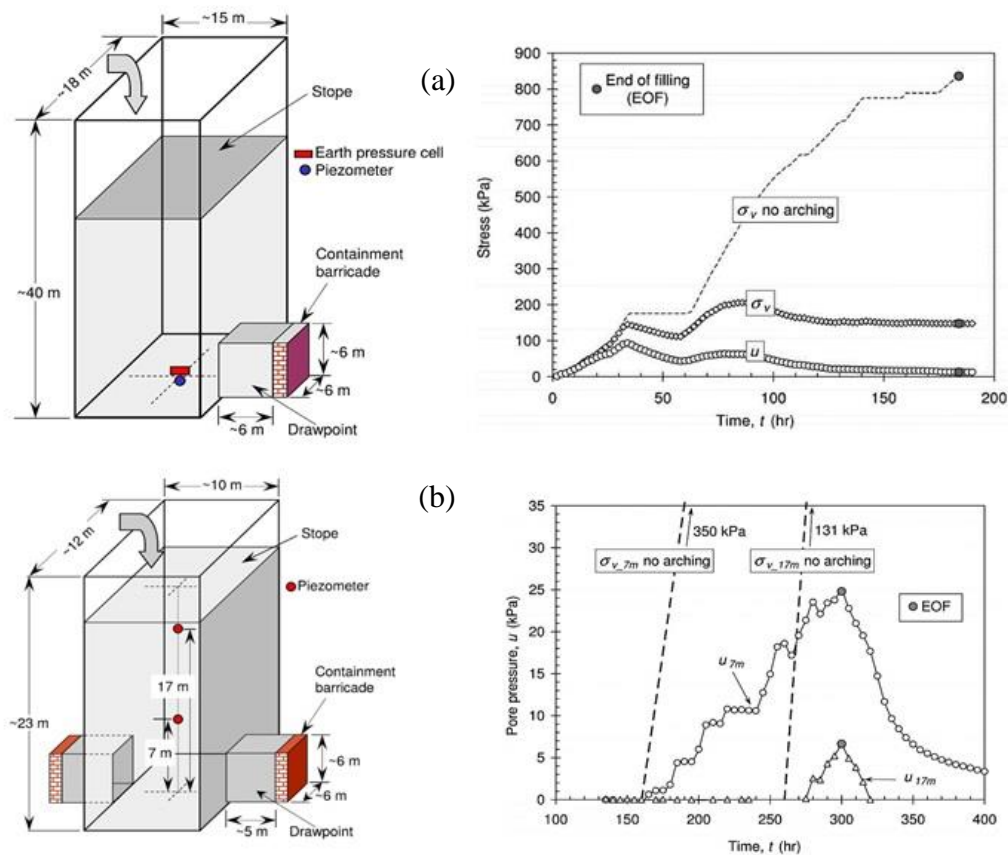 ~15 m
~18 m
(a)
Stope
Earth pressure cell
Piezometer
Containment
barricade
~40 m
~6 m
~6 m
~6 m
Drawpoint
900
800
700
600
500
400
300
200
100
0
Stress (kPa)
End of filling
(EOF)
σv no arching
σv
u
0
50
100
150
200
Time, t (hr)
~10 m
~12 m
(b)
Stope
Piezometer
Containment
barricade
17 m
~23 m
7 m
~6 m
~6 m
~5 m
Drawpoint
35
30
25
20
15
10
5
0
Pore pressure, u (kPa)
350 kPa
131 kPa
σv_7m no arching
σv_17m no arching
EOF
u7m
u17m
100
150
200
250
300
350
400
Time, t (hr)